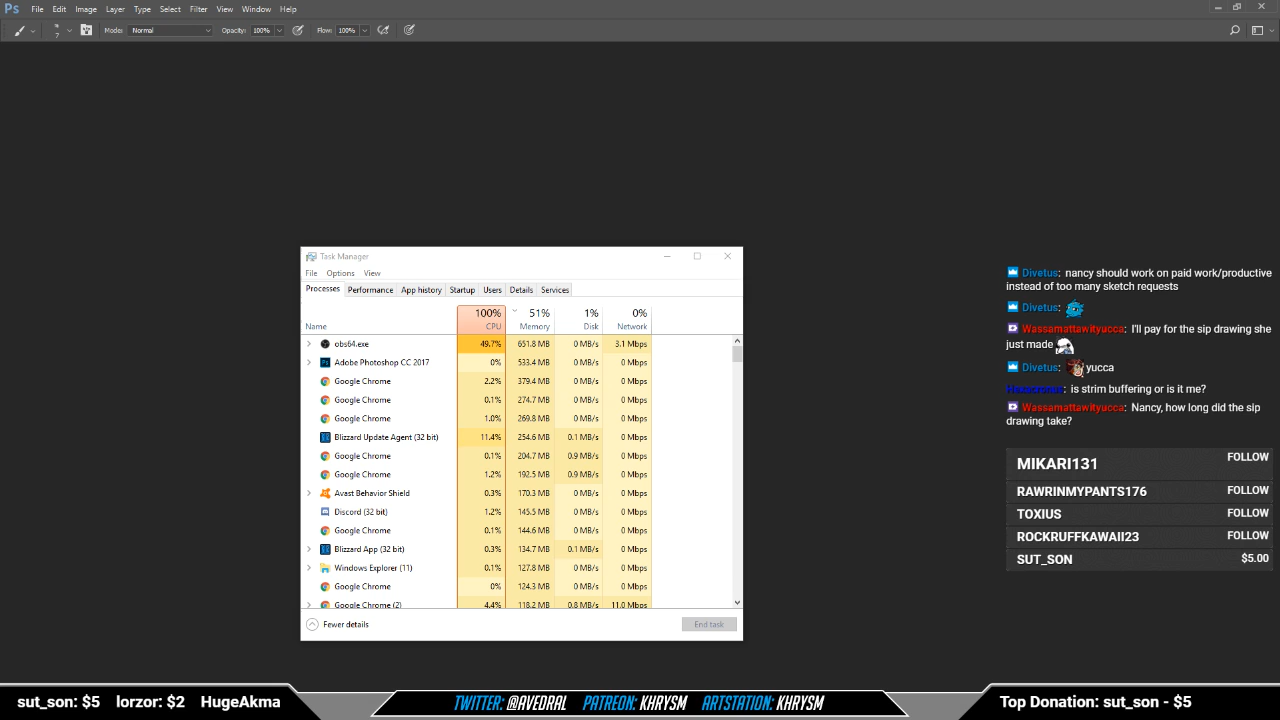 Ps File Edit Image Layer Type Select Filter View Window Help
7 Mode: Normal Opacity: 100% Flow: 100%
Task Manager
File Options View
Processes Performance App history Startup Users Details Services
100% 51% 1% 0%
Name CPU Memory Disk Network
obs64.exe 49.7% 651.8 MB 0 MB/s 3.1 Mbps
Adobe Photoshop CC 2017 0% 533.4 MB 0 MB/s 0 Mbps
Google Chrome 2.2% 379.4 MB 0 MB/s 0 Mbps
Google Chrome 0.1% 274.7 MB 0 MB/s 0 Mbps
Google Chrome 1.0% 269.8 MB 0 MB/s 0 Mbps
Blizzard Update Agent (32 bit) 11.4% 254.6 MB 0.1 MB/s 0 Mbps
Google Chrome 0.1% 204.7 MB 0.9 MB/s 0 Mbps
Google Chrome 1.2% 192.5 MB 0.9 MB/s 0 Mbps
Avast Behavior Shield 0.3% 170.3 MB 0 MB/s 0 Mbps
Discord (32 bit) 1.2% 145.5 MB 0 MB/s 0 Mbps
Google Chrome 0.1% 144.6 MB 0 MB/s 0 Mbps
Blizzard App (32 bit) 0.3% 134.7 MB 0.1 MB/s 0 Mbps
Windows Explorer (11) 0.1% 127.8 MB 0 MB/s 0 Mbps
Google Chrome 0% 124.3 MB 0 MB/s 0 Mbps
Google Chrome (2) 4.4% 118.2 MB 0.8 MB/s 11.0 Mbps
Fewer details End task
Divetus: nancy should work on paid work/productive
instead of too many sketch requests
Divetus:
Wassamattawityucca: I'll pay for the sip drawing she
just made
Divetus: yucca
: is strim buffering or is it me?
Wassamattawityucca: Nancy, how long did the sip
drawing take?
MIKARI131 FOLLOW
RAWRINMYPANTS176 FOLLOW
TOXIUS FOLLOW
ROCKRUFFKAWAII23 FOLLOW
SUT_SON $5.00
sut_son: $5 lorzor: $2 HugeAkma
TWITTER: @AVEDRAL PATREON: KHRYSM ARTSTATION: KHRYSM
Top Donation: sut_son - $5